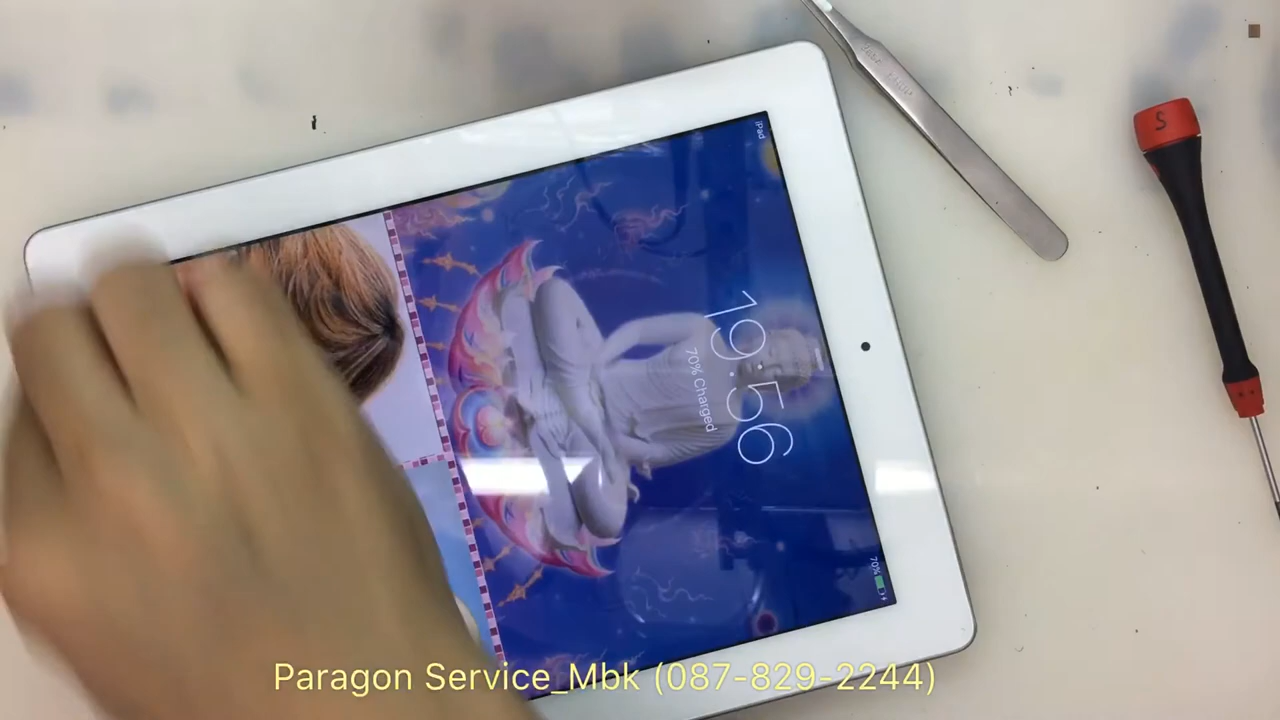 iPad
70%
19:56
70% Charged
S
Paragon Service_Mbk (087-829-2244)